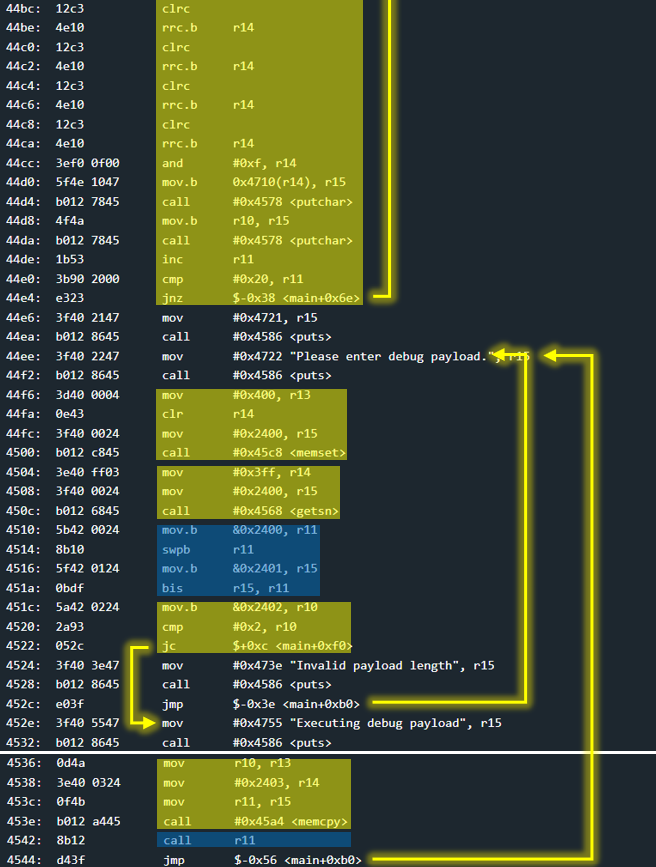 44bc: 12c3 clrc
44be: 4e10 rrc.b r14
44c0: 12c3 clrc
44c2: 4e10 rrc.b r14
44c4: 12c3 clrc
44c6: 4e10 rrc.b r14
44c8: 12c3 clrc
44ca: 4e10 rrc.b r14
44cc: 3ef0 0f00 and #0xf, r14
44d0: 5f4e 1047 mov.b 0x4710(r14), r15
44d4: b012 7845 call #0x4578 <putchar>
44d8: 4f4a mov.b r10, r15
44da: b012 7845 call #0x4578 <putchar>
44de: 1b53 inc r11
44e0: 3b90 2000 cmp #0x20, r11
44e4: e323 jnz $-0x38 <main+0x6e>
44e6: 3f40 2147 mov #0x4721, r15
44ea: b012 8645 call #0x4586 <puts>
44ee: 3f40 2247 mov #0x4722 "Please enter debug payload.", r15
44f2: b012 8645 call #0x4586 <puts>
44f6: 3d40 0004 mov #0x400, r13
44fa: 0e43 clr r14
44fc: 3f40 0024 mov #0x2400, r15
4500: b012 c845 call #0x45c8 <memset>
4504: 3e40 ff03 mov #0x3ff, r14
4508: 3f40 0024 mov #0x2400, r15
450c: b012 6845 call #0x4568 <getsn>
4510: 5b42 0024 mov.b &0x2400, r11
4514: 8b10 swpb r11
4516: 5f42 0124 mov.b &0x2401, r15
451a: 0bdf bis r15, r11
451c: 5a42 0224 mov.b &0x2402, r10
4520: 2a93 cmp #0x2, r10
4522: 052c jc $+0xc <main+0xf0>
4524: 3f40 3e47 mov #0x473e "Invalid payload length", r15
4528: b012 8645 call #0x4586 <puts>
452c: e03f jmp $-0x3e <main+0xb0>
452e: 3f40 5547 mov #0x4755 "Executing debug payload", r15
4532: b012 8645 call #0x4586 <puts>
4536: 0d4a mov r10, r13
4538: 3e40 0324 mov #0x2403, r14
453c: 0f4b mov r11, r15
453e: b012 a445 call #0x45a4 <memcpy>
4542: 8b12 call r11
4544: d43f jmp $-0x56 <main+0xb0>